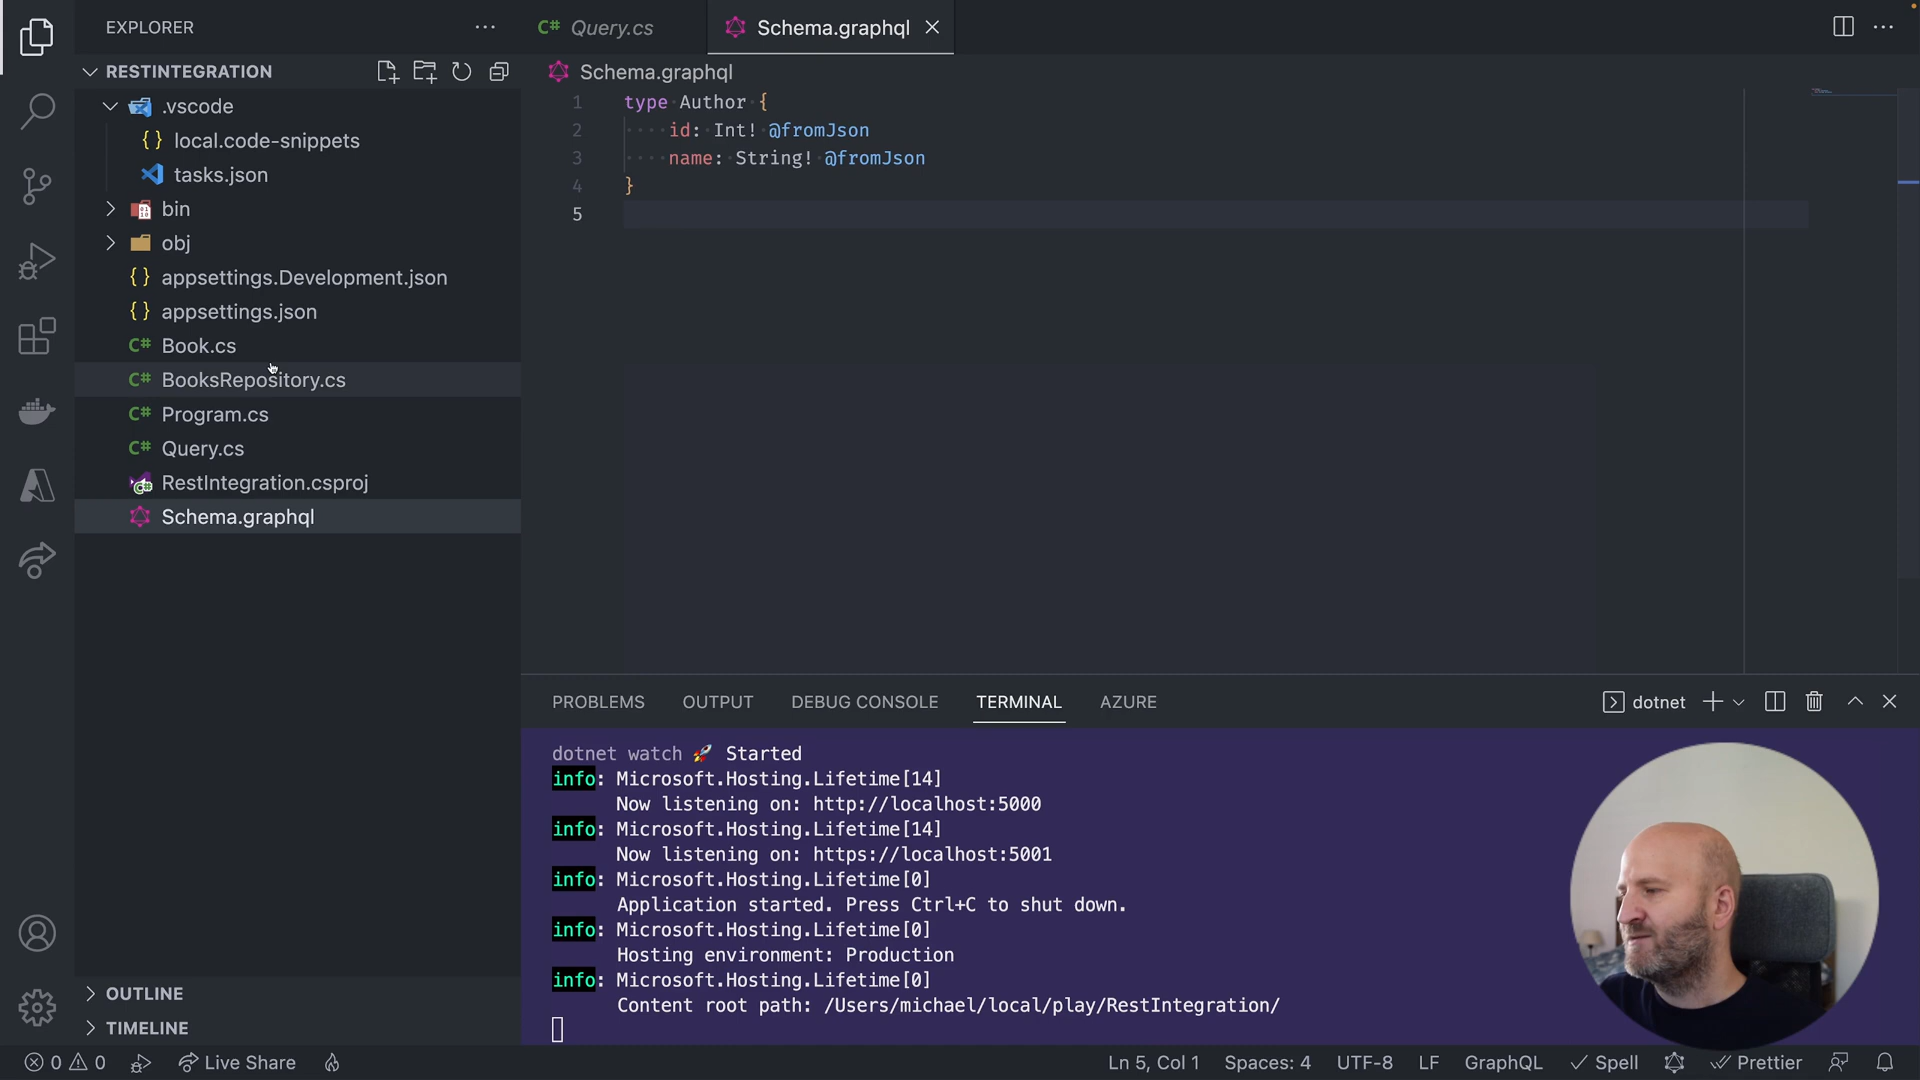 EXPLORER
RESTINTEGRATION
.vscode
local.code-snippets
tasks.json
bin
obj
appsettings.Development.json
appsettings.json
C# Book.cs
C# BooksRepository.cs
C# Program.cs
C# Query.cs
RestIntegration.csproj
Schema.graphql
OUTLINE
TIMELINE
C# Query.cs
Schema.graphql
Schema.graphql
1 type Author {
2 id: Int! @fromJson
3 name: String! @fromJson
4 }
5
PROBLEMS OUTPUT DEBUG CONSOLE TERMINAL AZURE
dotnet
dotnet watch 🚀 Started
info: Microsoft.Hosting.Lifetime[14]
Now listening on: http://localhost:5000
info: Microsoft.Hosting.Lifetime[14]
Now listening on: https://localhost:5001
info: Microsoft.Hosting.Lifetime[0]
Application started. Press Ctrl+C to shut down.
info: Microsoft.Hosting.Lifetime[0]
Hosting environment: Production
info: Microsoft.Hosting.Lifetime[0]
Content root path: /Users/michael/local/play/RestIntegration/
0 0 Live Share Ln 5, Col 1 Spaces: 4 UTF-8 LF GraphQL Spell Prettier